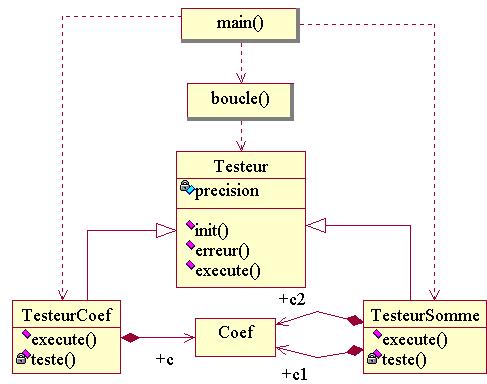 main()
boucle()
Testeur
precision
init()
erreur()
execute()
+c2
TesteurCoef
execute()
teste()
+c
Coef
TesteurSomme
execute()
teste()
+c1